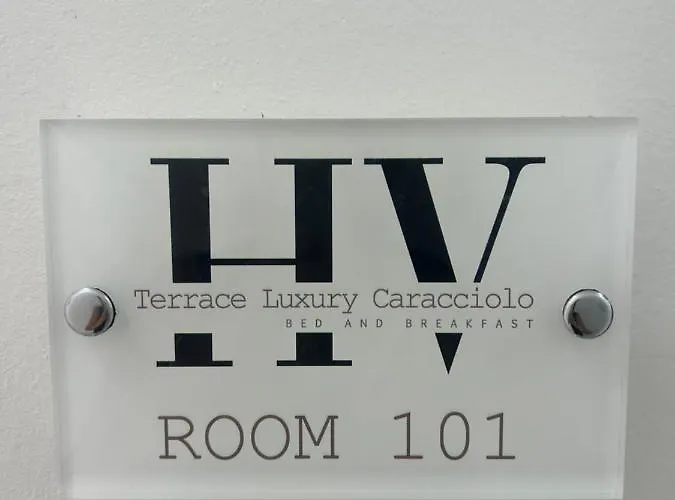 HV
Terrace Luxury Caracciolo
BED AND BREAKFAST
ROOM 101